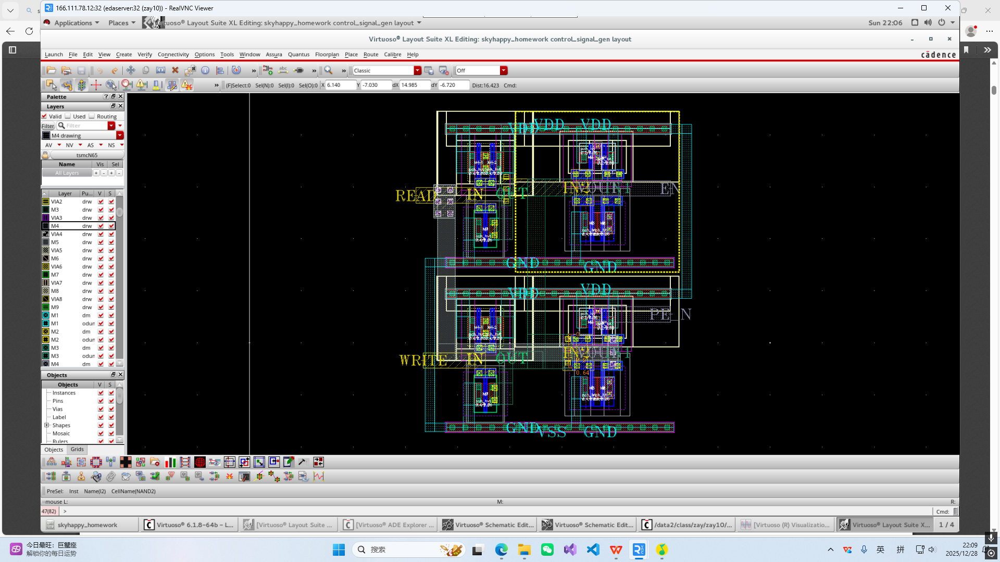 166.111.78.12:32 (edaserver:32 (zay10)) - RealVNC Viewer
Applications Places Virtuoso® Layout Suite XL Editing: skyhappy_homework control_signal_gen layout Sun 22:06
Virtuoso® Layout Suite XL Editing: skyhappy_homework control_signal_gen layout
Launch File Edit View Create Verify Connectivity Options Tools Window Assura Quantus Floorplan Place Route Calibre Help
cādence
Classic Off
(F)Select:0 Sel(N):0 Sel(I):0 Sel(O):0 X 6.140 Y -7.030 dX 14.985 dY -6.720 Dist:16.423 Cmd:
Palette
Layers
Valid Used Routing
Filter Filter
M4 drawing
AV NV AS NS
tsmcN65
Name Vis Sel
All Layers + - + -
Layer Pu... V S
VIA2 drw
M3 drw
VIA3 drw
M4 drw
VIA4 drw
M5 drw
VIA5 drw
M6 drw
VIA6 drw
M7 drw
VIA7 drw
M8 drw
VIA8 drw
M9 drw
M1 dm
M1 odun
M2 dm
M2 odun
M3 dm
M3 odun
M4 dm
Objects
Objects V S
Instances
Pins
Vias
Label
Shapes
Mosaic
Rulers
Objects Grids
VDD VDD VDD
READ IN OUT IN2 OUT EN
GND GND
VDD VDD
PE_N
WRITE IN OUT IN2 OUT
0.64
GND VSS GND
PreSel: Inst Name(I2) CellName(NAND2)
mouse L: M: R:
47(82) > Cmd:
skyhappy_homework
Virtuoso® 6.1.8-64b - L...
[Virtuoso® Layout Suite ...
[Virtuoso® ADE Explorer ...
Virtuoso® Schematic Edit...
Virtuoso® Schematic Edit...
/data2/class/zay/zay10/...
[Virtuoso (R) Visualizatio...
Virtuoso® Layout Suite X...
1 / 4
今日最旺：巨蟹座
解锁你的每日运势
搜索
英 拼
22:09
2025/12/28